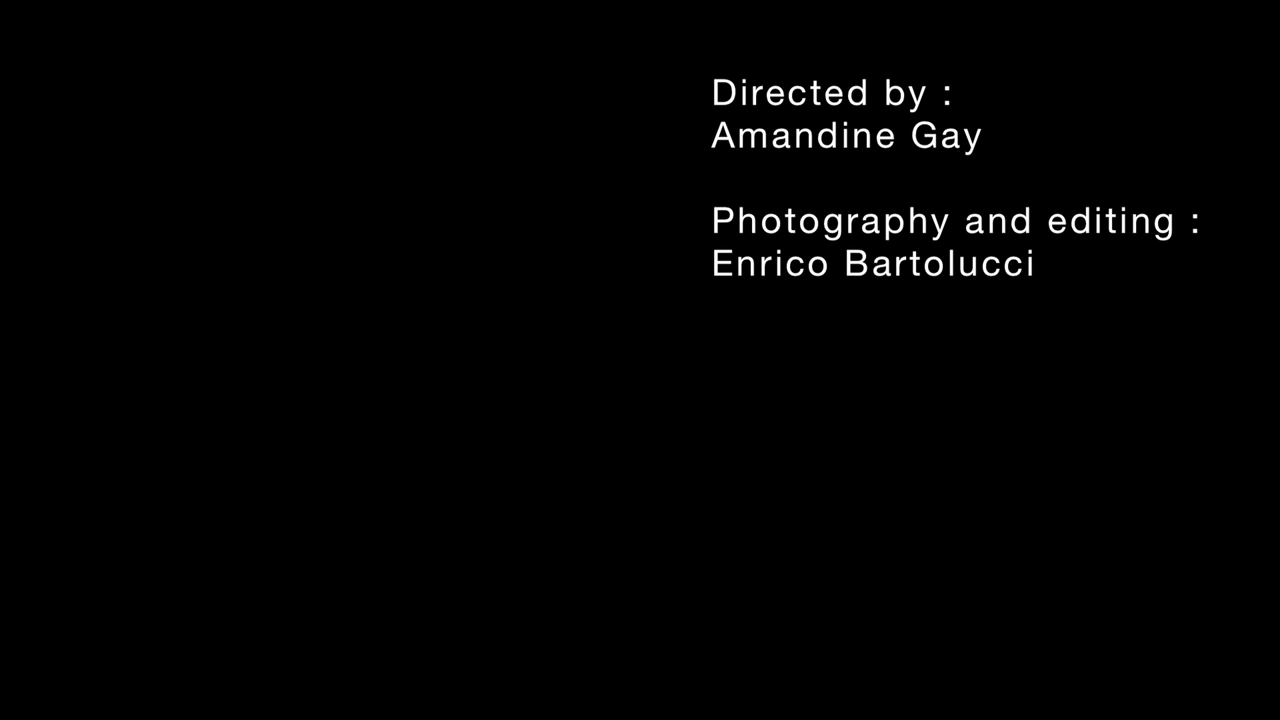 Directed by :
Amandine Gay
Photography and editing :
Enrico Bartolucci